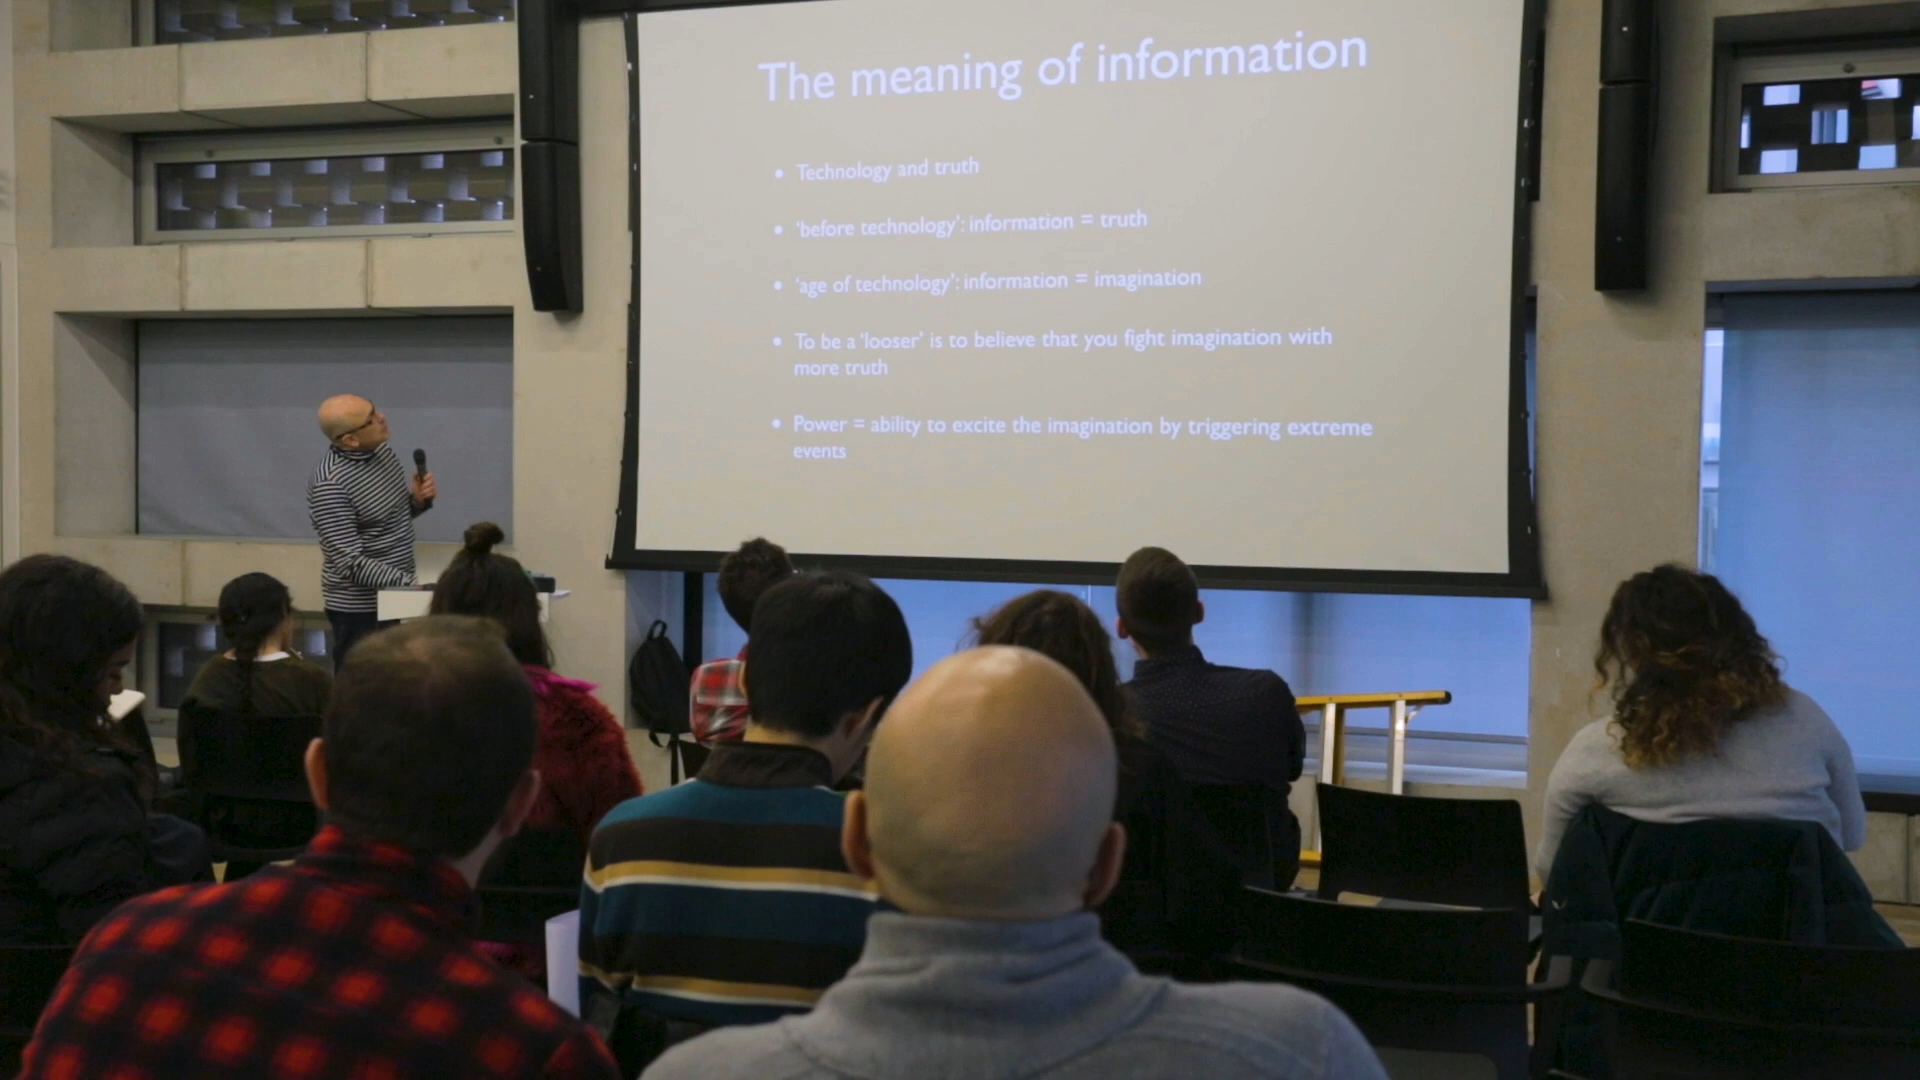 The meaning of information
• Technology and truth
• ‘before technology’: information = truth
• ‘age of technology’: information = imagination
• To be a ‘looser’ is to believe that you fight imagination with
more truth
• Power = ability to excite the imagination by triggering extreme
events